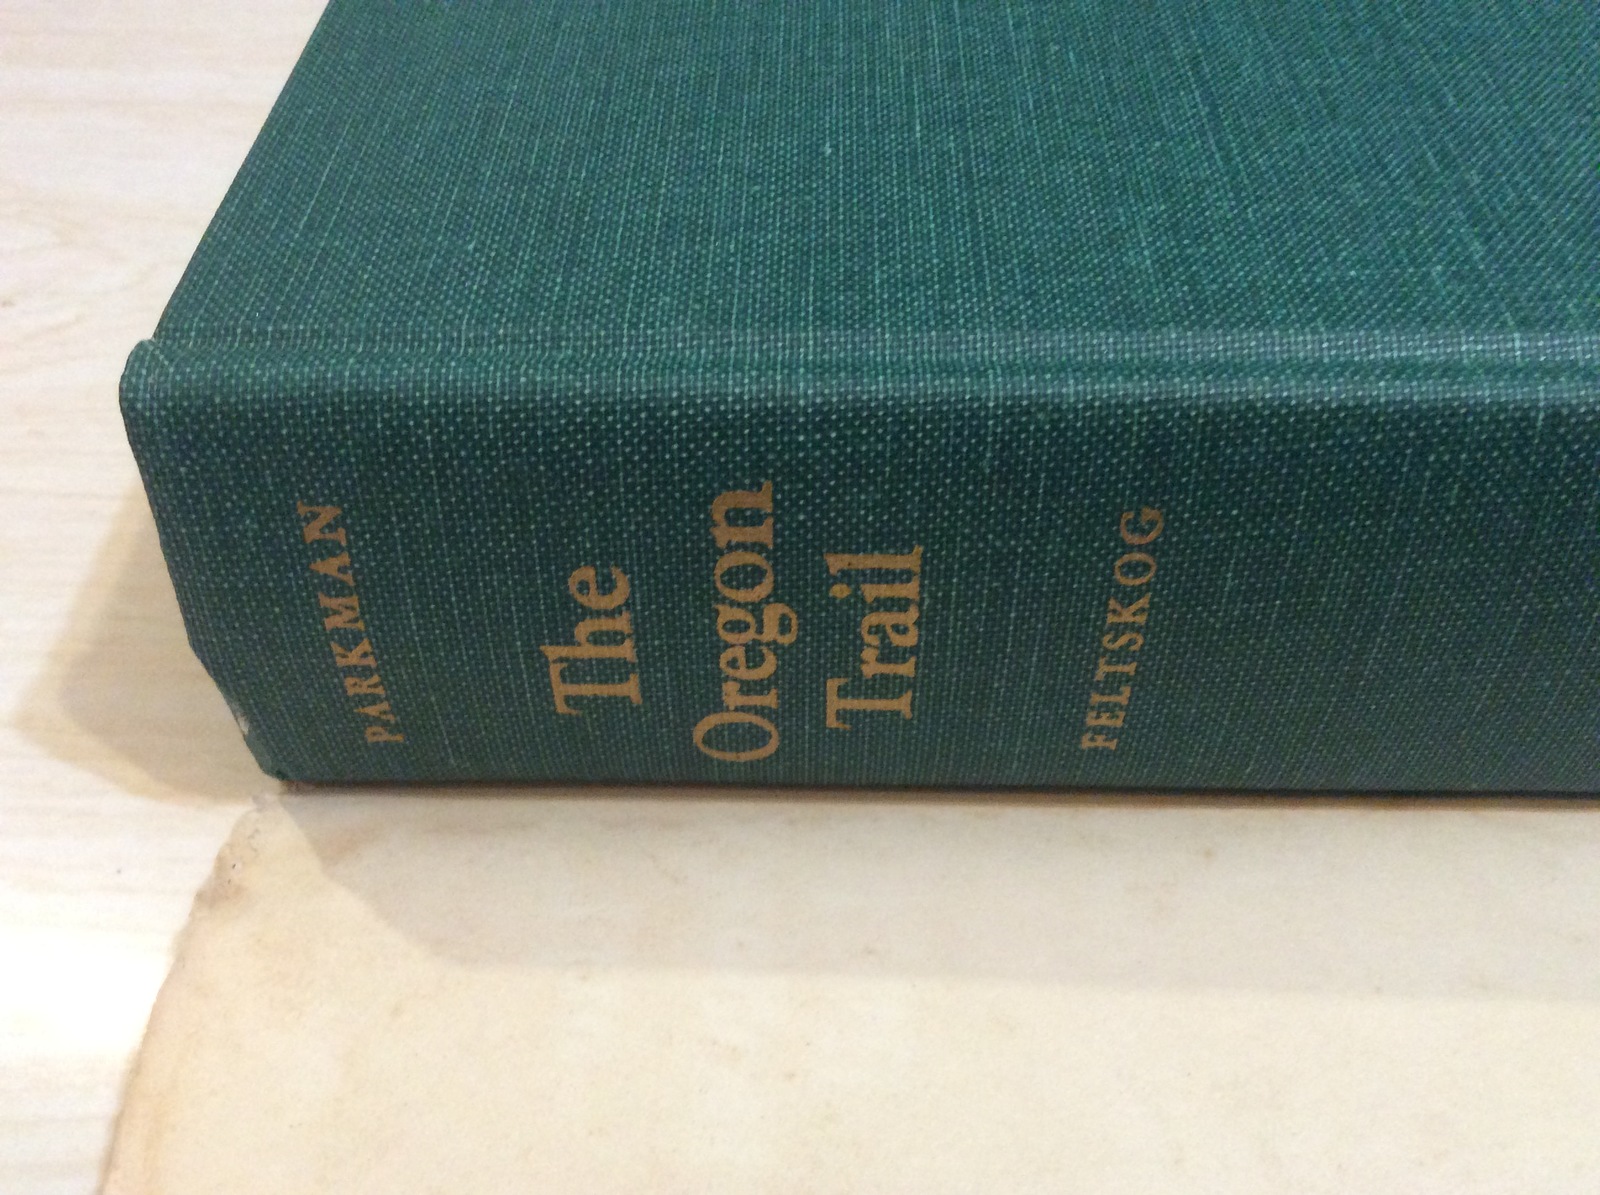 PARKMAN
The
Oregon
Trail
FELTSKOG